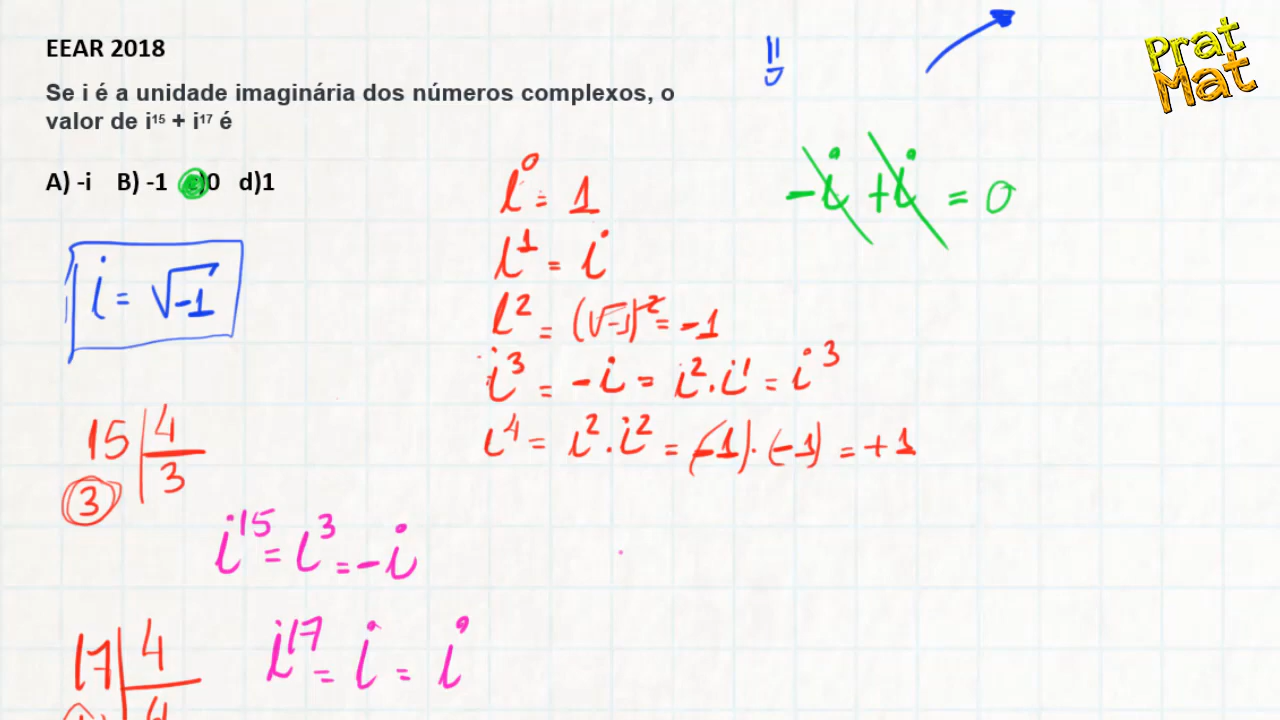 EEAR 2018
Prat Mat
Se i é a unidade imaginária dos números complexos, o
valor de i¹⁵ + i¹⁷ é
A) -i B) -1 )0 d)1
-i +i = 0
i⁰ = 1
i¹ = i
i² = (√-1)² = -1
i³ = -i = i².i¹ = i³
i⁴ = i².i² = (-1).(-1) = +1
i = √-1
15 4
3 3
i¹⁵ = i³ = -i
17 4
4
i¹⁷ = i = i